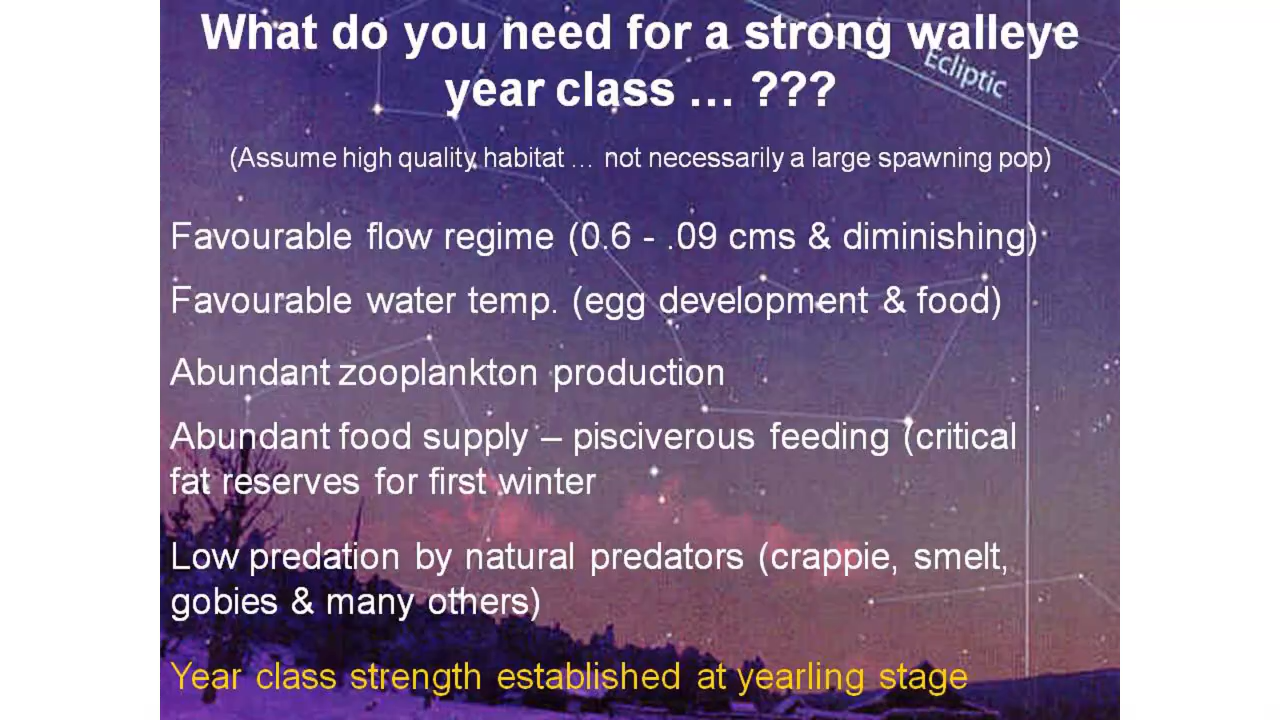 What do you need for a strong walleye
year class ... ???
Ecliptic
(Assume high quality habitat ... not necessarily a large spawning pop)
Favourable flow regime (0.6 - .09 cms & diminishing)
Favourable water temp. (egg development & food)
Abundant zooplankton production
Abundant food supply – pisciverous feeding (critical
fat reserves for first winter
Low predation by natural predators (crappie, smelt,
gobies & many others)
Year class strength established at yearling stage